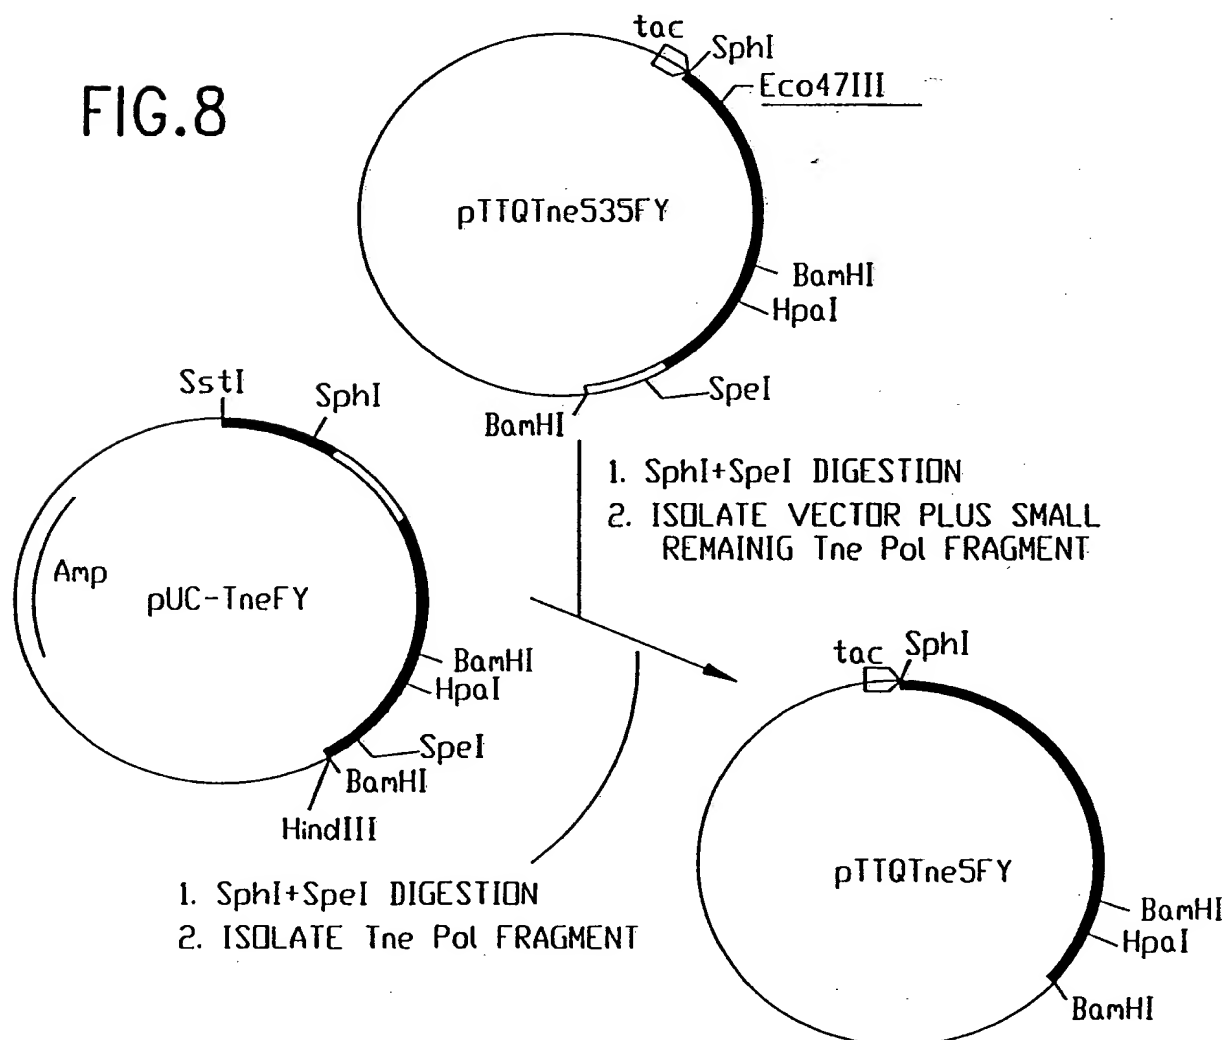 FIG.8
tac
SphI
Eco47III
pTTQTne535FY
BamHI
HpaI
SpeI
BamHI
SstI
SphI
Amp
pUC-TneFY
BamHI
HpaI
SpeI
BamHI
HindIII
1. SphI+SpeI DIGESTION
2. ISOLATE VECTOR PLUS SMALL
REMAINIG Tne Pol FRAGMENT
1. SphI+SpeI DIGESTION
2. ISOLATE Tne Pol FRAGMENT
tac
SphI
pTTQTne5FY
BamHI
HpaI
BamHI